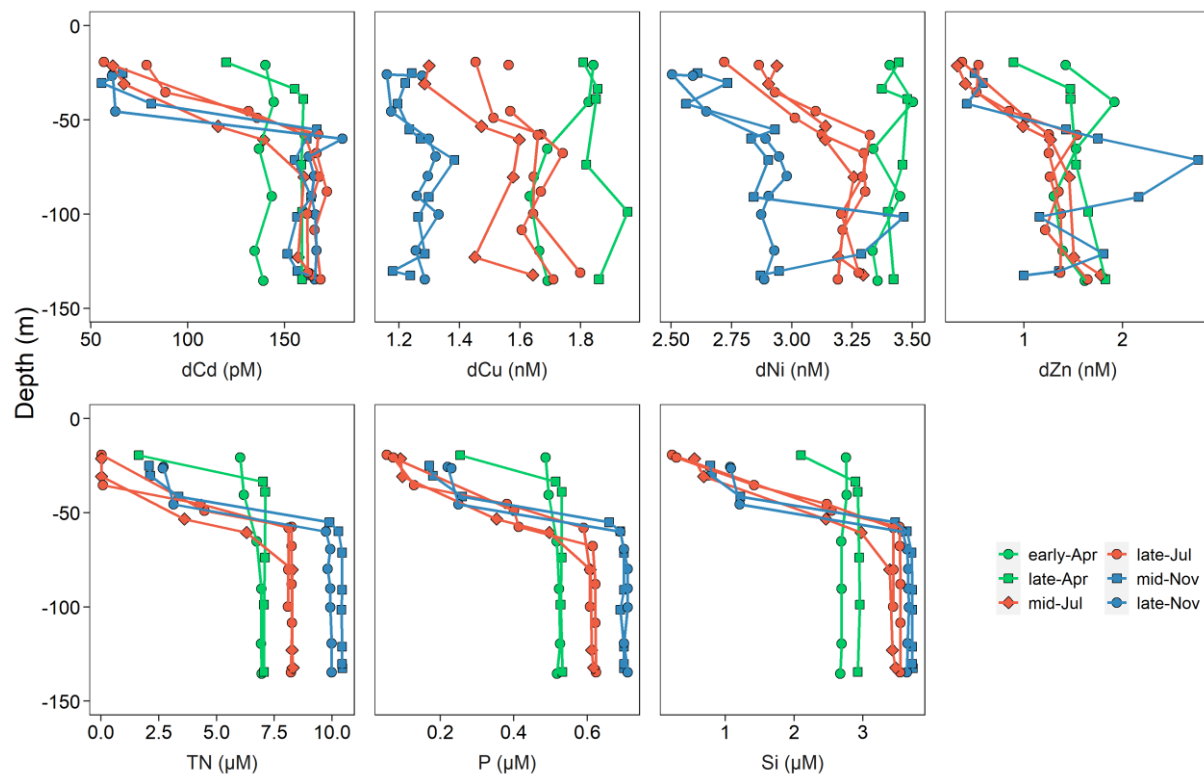 0
-50
-100
-150
50 100 150
1.2 1.4 1.6 1.8
2.50 2.75 3.00 3.25 3.50
1 2
dCd (pM)
dCu (nM)
dNi (nM)
dZn (nM)
Depth (m)
0
-50
-100
-150
0.0 2.5 5.0 7.5 10.0
0.2 0.4 0.6
1 2 3
TN (µM)
P (µM)
Si (µM)
early-Apr late-Jul
late-Apr mid-Nov
mid-Jul late-Nov